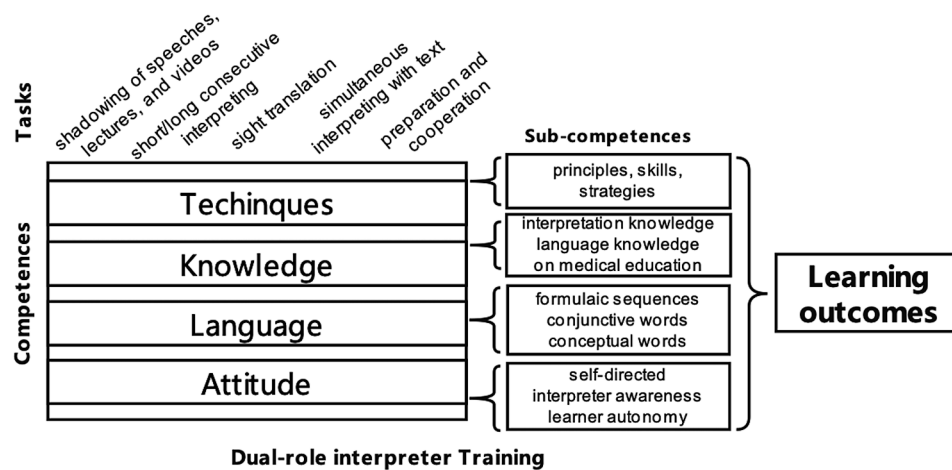 Tasks
shadowing of speeches,
lectures, and videos
short/long consecutive
interpreting
sight translation
simultaneous
interpreting with text
preparation and
cooperation
Sub-competences
Competences
Techinques
principles, skills,
strategies
Knowledge
interpretation knowledge
language knowledge
on medical education
Language
formulaic sequences
conjunctive words
conceptual words
Attitude
self-directed
interpreter awareness
learner autonomy
Learning
outcomes
Dual-role interpreter Training